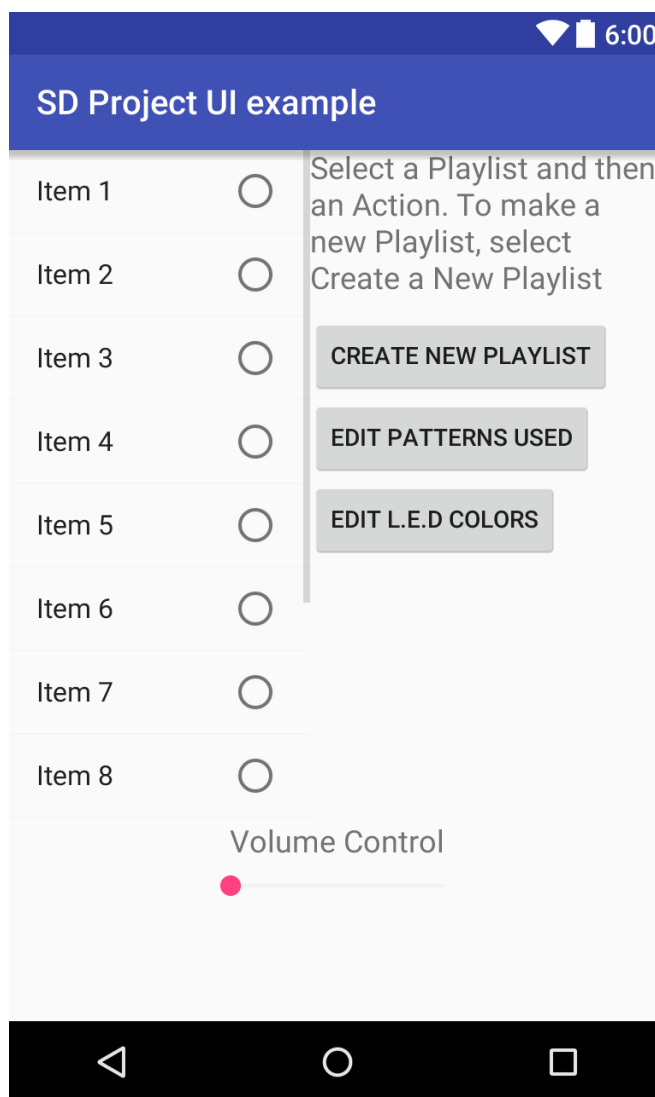 6:00
SD Project UI example
Item 1
Item 2
Item 3
Item 4
Item 5
Item 6
Item 7
Item 8
Select a Playlist and then
an Action. To make a
new Playlist, select
Create a New Playlist
CREATE NEW PLAYLIST
EDIT PATTERNS USED
EDIT L.E.D COLORS
Volume Control